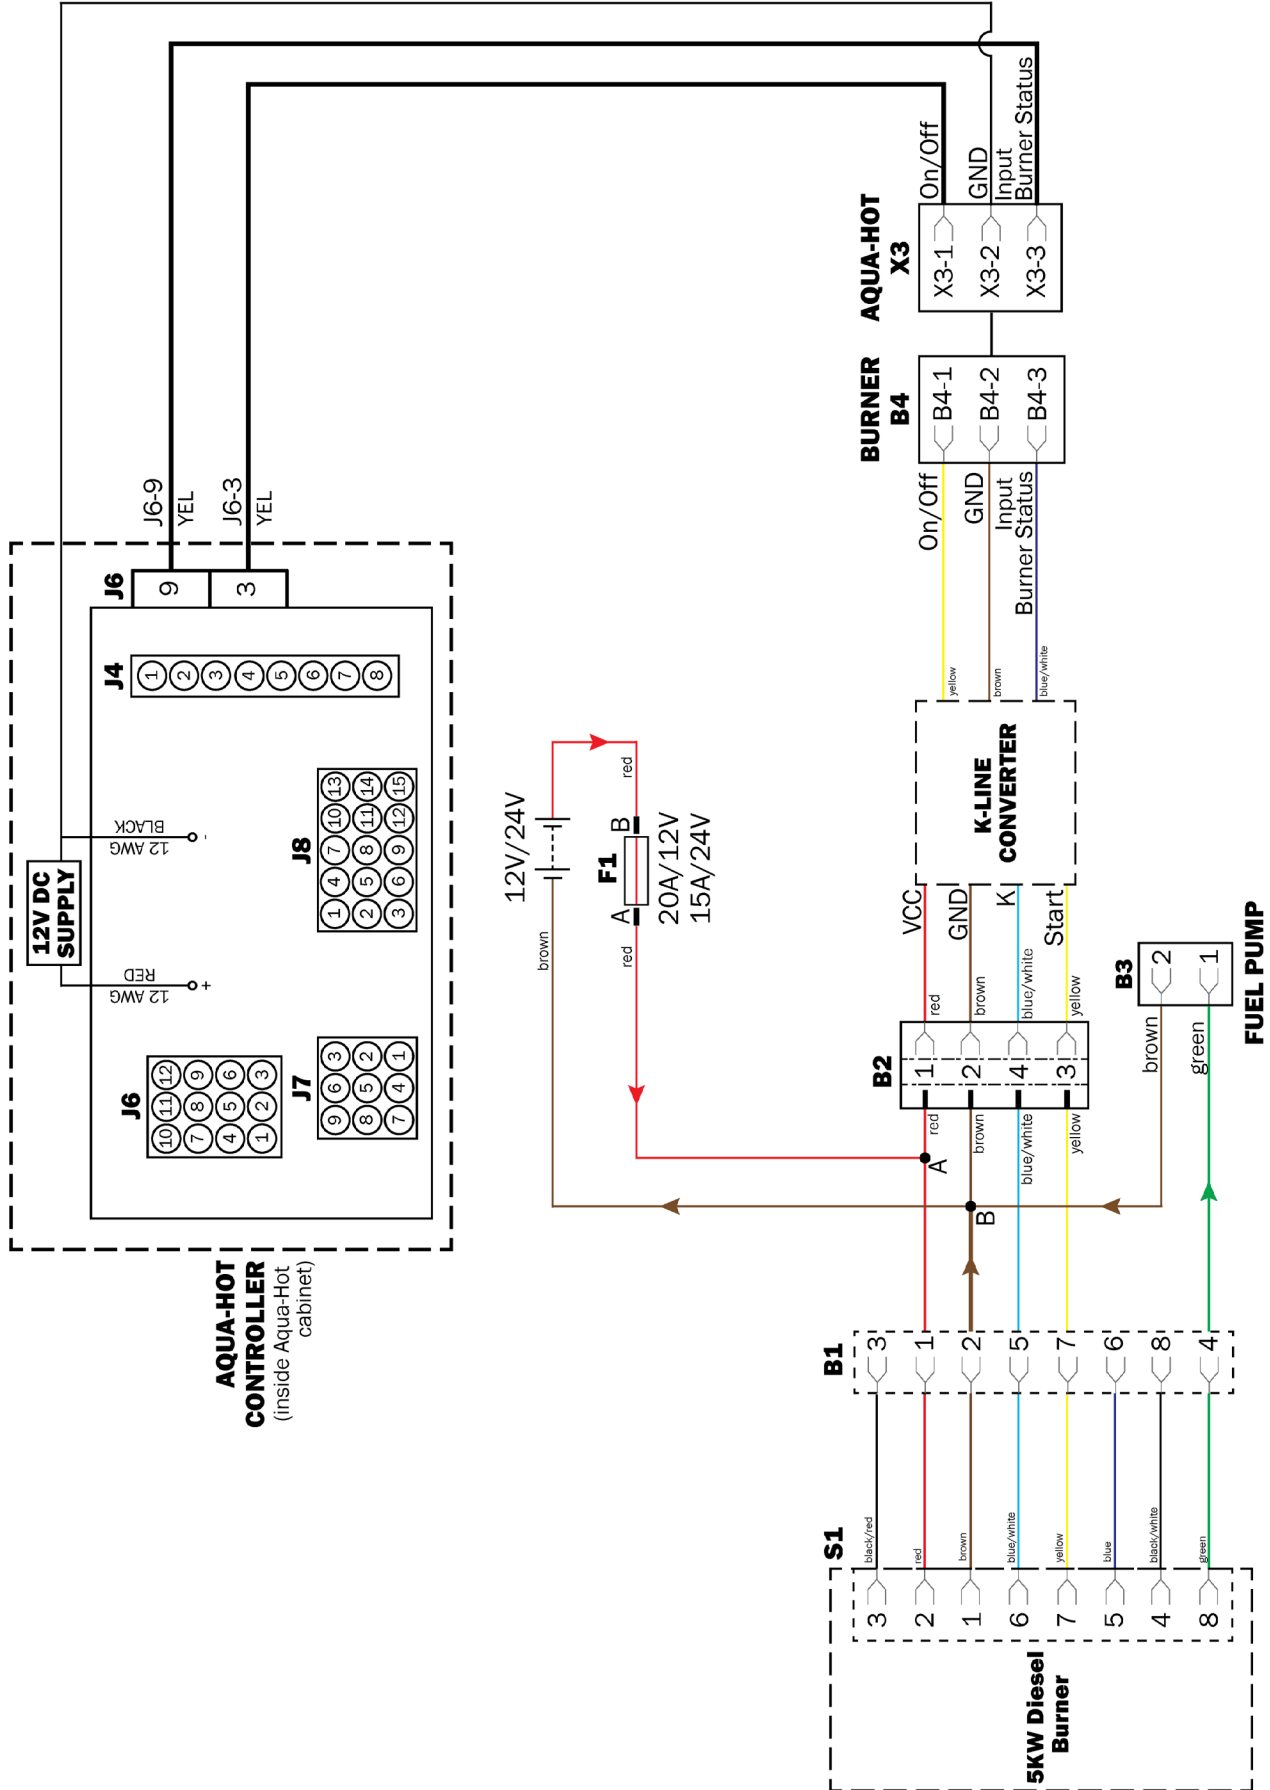 AQUA-HOT
CONTROLLER
(inside Aqua-Hot
cabinet)
12V DC
SUPPLY
12 AWG
RED
+
12 AWG
BLACK
-
J6
10 11 12
7 8 9
4 5 6
1 2 3
J7
9 6 3
8 5 2
7 4 1
J8
1 4 7 10 13
2 5 8 11 14
3 6 9 12 15
J4
1
2
3
4
5
6
7
8
J6
9
3
J6-9
YEL
J6-3
YEL
12V/24V
brown
red
F1
A B
red
20A/12V
15A/24V
5KW Diesel
Burner
S1
3 black/red
2 red
1 brown
6 blue/white
7 yellow
5 blue
4 black/white
8 green
B1
3
1
2
5
7
6
8
4
A
B
B2
red 1 red VCC
brown 2 brown GND
blue/white 4 blue/white K
yellow 3 yellow Start
B3
brown 2
green 1
FUEL PUMP
K-LINE
CONVERTER
yellow On/Off
brown GND
blue/white Input
Burner Status
BURNER
B4
B4-1
B4-2
B4-3
AQUA-HOT
X3
X3-1 On/Off
X3-2 GND
X3-3 Input
Burner Status